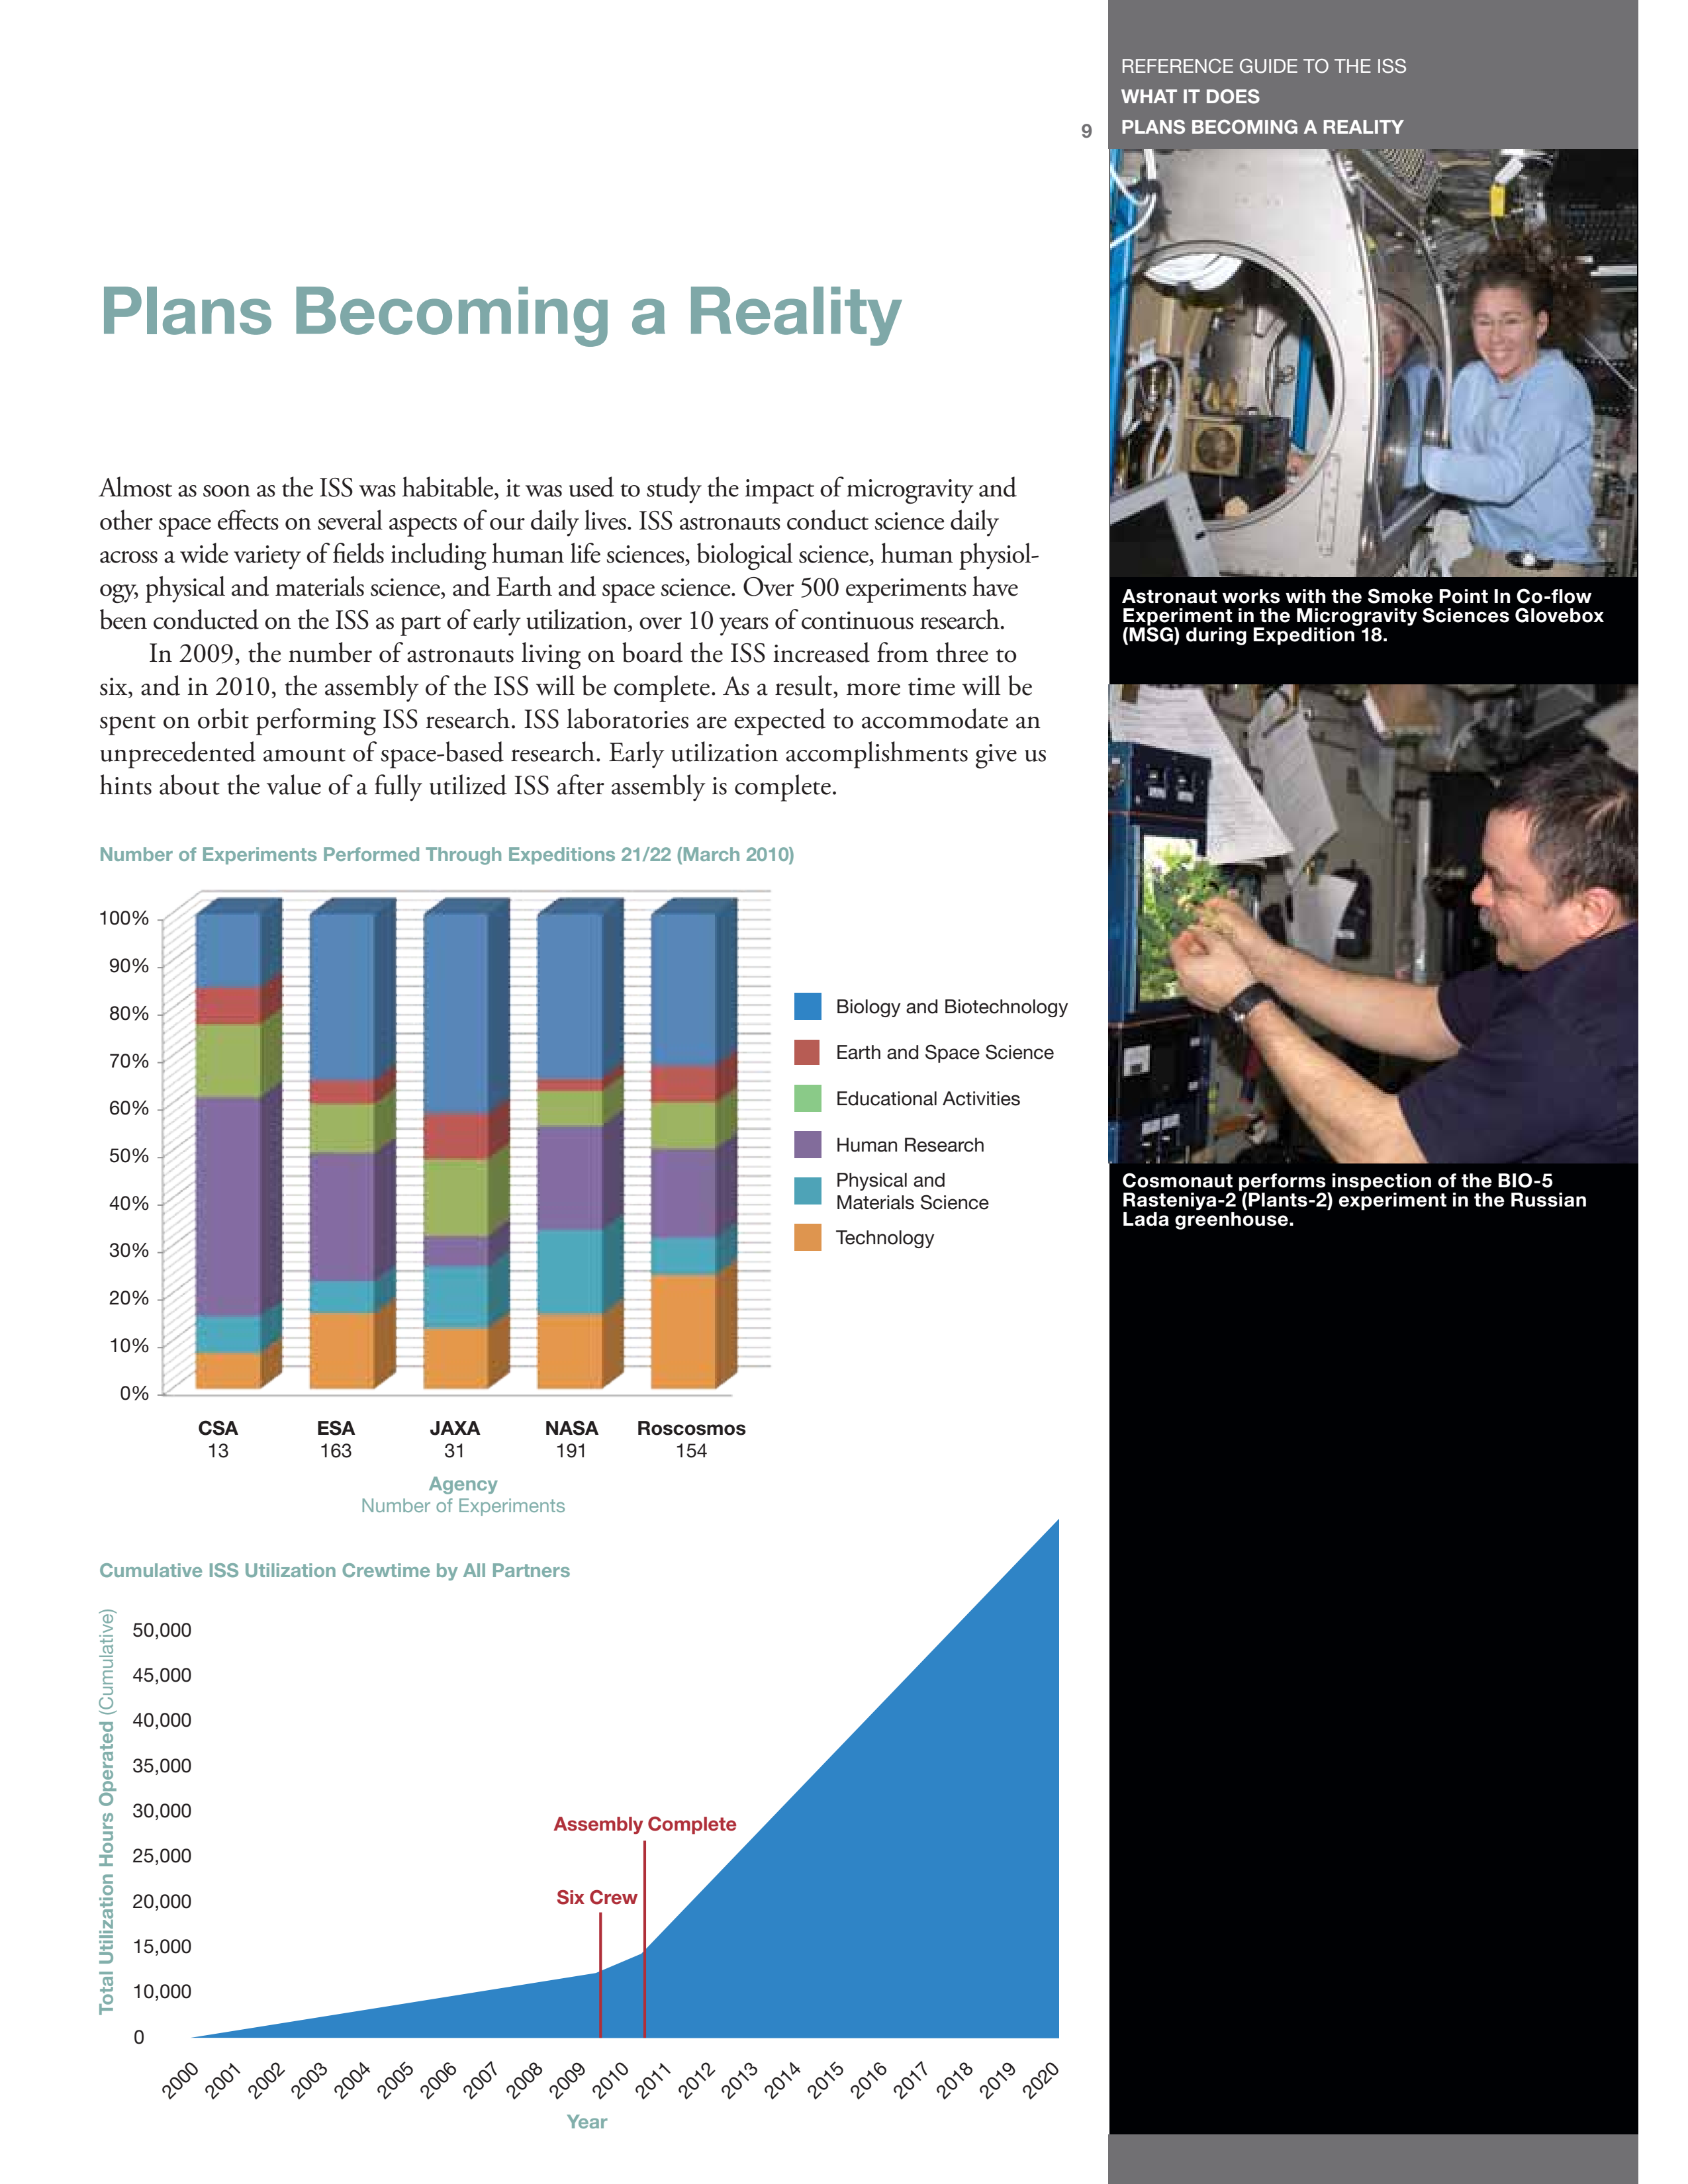 REFERENCE GUIDE TO THE ISS
WHAT IT DOES
9
PLANS BECOMING A REALITY
Plans Becoming a Reality
Almost as soon as the ISS was habitable, it was used to study the impact of microgravity and
other space effects on several aspects of our daily lives. ISS astronauts conduct science daily
across a wide variety of fields including human life sciences, biological science, human physiol-
ogy, physical and materials science, and Earth and space science. Over 500 experiments have
been conducted on the ISS as part of early utilization, over 10 years of continuous research.
In 2009, the number of astronauts living on board the ISS increased from three to
six, and in 2010, the assembly of the ISS will be complete. As a result, more time will be
spent on orbit performing ISS research. ISS laboratories are expected to accommodate an
unprecedented amount of space-based research. Early utilization accomplishments give us
hints about the value of a fully utilized ISS after assembly is complete.
Number of Experiments Performed Through Expeditions 21/22 (March 2010)
100%
90%
80%
70%
60%
50%
40%
30%
20%
10%
0%
CSA
13
ESA
163
JAXA
31
NASA
191
Roscosmos
154
Agency
Number of Experiments
Biology and Biotechnology
Earth and Space Science
Educational Activities
Human Research
Physical and
Materials Science
Technology
Cumulative ISS Utilization Crewtime by All Partners
Total Utilization Hours Operated (Cumulative)
50,000
45,000
40,000
35,000
30,000
25,000
20,000
15,000
10,000
0
Assembly Complete
Six Crew
2000
2001
2002
2003
2004
2005
2006
2007
2008
2009
2010
2011
2012
2013
2014
2015
2016
2017
2018
2019
2020
Year
Astronaut works with the Smoke Point In Co-flow
Experiment in the Microgravity Sciences Glovebox
(MSG) during Expedition 18.
Cosmonaut performs inspection of the BIO-5
Rasteniya-2 (Plants-2) experiment in the Russian
Lada greenhouse.